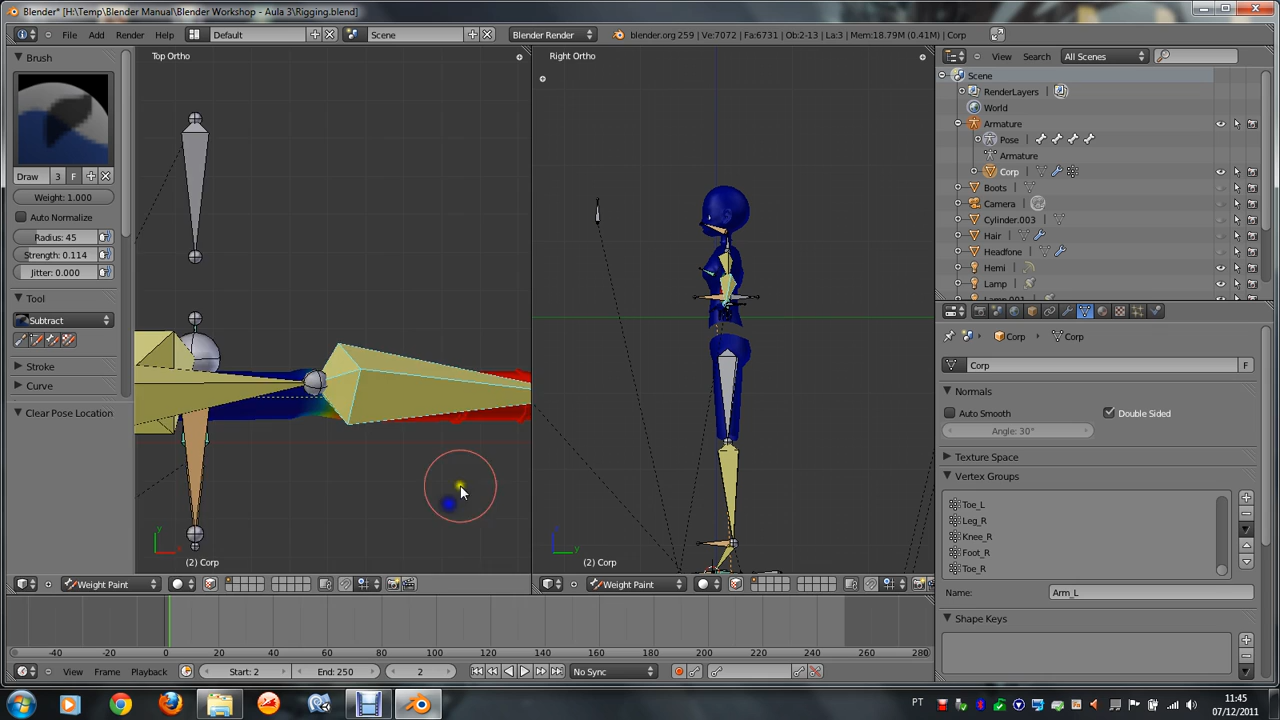 Blender* [H:\Temp\Blender Manual\Blender Workshop - Aula 3\Rigging.blend]
File Add Render Help Default Scene Blender Render blender.org 259 | Ve:7072 | Fa:6731 | Ob:2-13 | La:3 | Mem:18.79M (0.41M) | Corp
Brush
Draw 3 F
Weight: 1.000
Auto Normalize
Radius: 45
Strength: 0.114
Jitter: 0.000
Tool
Subtract
Stroke
Curve
Clear Pose Location
Top Ortho
(2) Corp
Weight Paint
Right Ortho
(2) Corp
Weight Paint
View Search All Scenes
Scene
RenderLayers
World
Armature
Pose
Armature
Corp
Boots
Camera
Cylinder.003
Hair
Headfone
Hemi
Lamp
Lamp.001
Corp Corp
Corp F
Normals
Auto Smooth Double Sided
Angle: 30°
Texture Space
Vertex Groups
Toe_L
Leg_R
Knee_R
Foot_R
Toe_R
Name: Arm_L
Shape Keys
-40 -20 0 20 40 60 80 100 120 140 160 180 200 220 240 260 280
View Frame Playback Start: 2 End: 250 2 No Sync
PT
11:45
07/12/2011